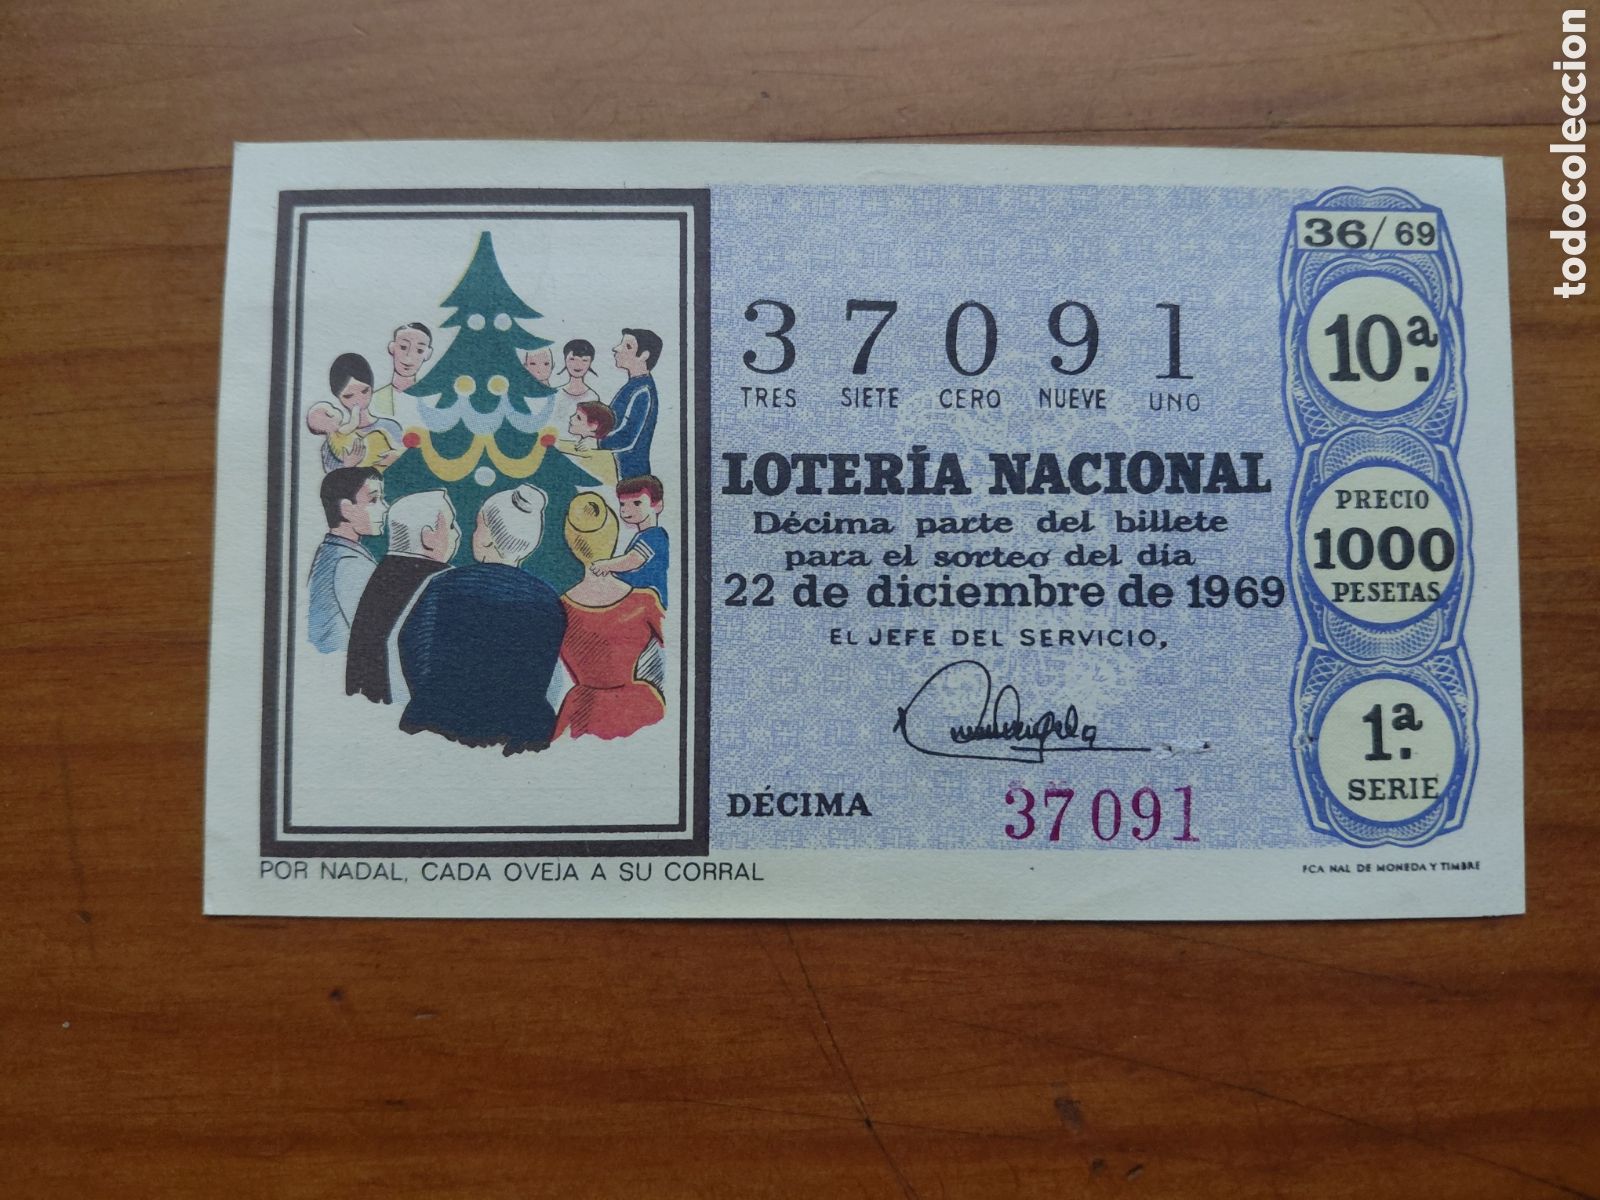 todocoleccion
36/69
37091
TRES SIETE CERO NUEVE UNO
10.ª
LOTERÍA NACIONAL
Décima parte del billete
para el sorteo del día
22 de diciembre de 1969
EL JEFE DEL SERVICIO,
PRECIO
1000
PESETAS
1.ª
SERIE
DÉCIMA 37091
POR NADAL, CADA OVEJA A SU CORRAL
FCA NAL DE MONEDA Y TIMBRE